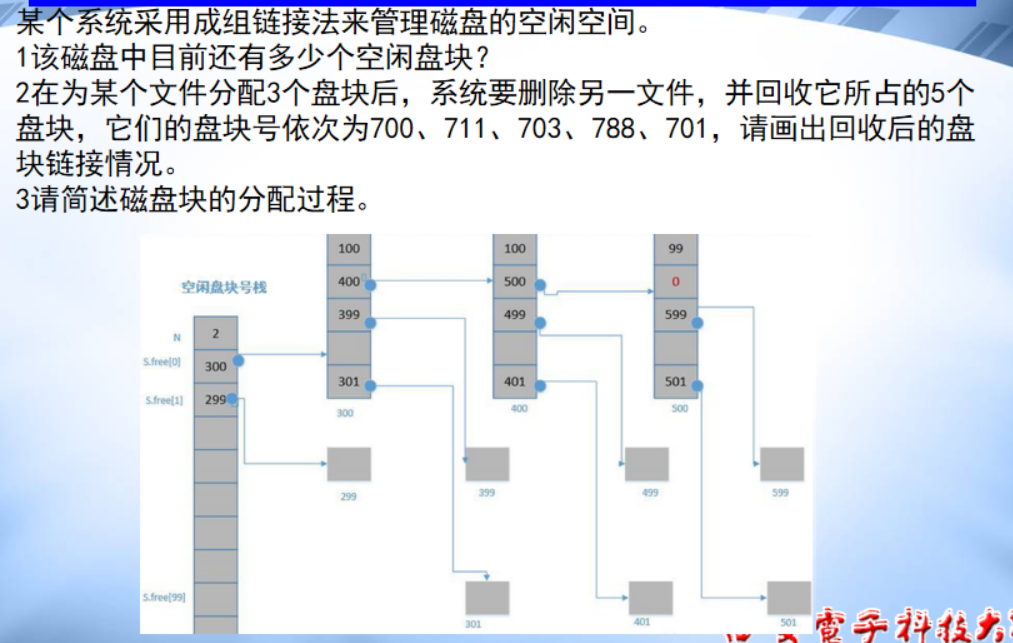 某个系统采用成组链接法来管理磁盘的空闲空间。
1该磁盘中目前还有多少个空闲盘块？
2在为某个文件分配3个盘块后，系统要删除另一文件，并回收它所占的5个
盘块，它们的盘块号依次为700、711、703、788、701，请画出回收后的盘
块链接情况。
3请简述磁盘块的分配过程。
100 100 99
空闲盘块号栈 400 500 0
399 499 599
N 2
S.free[0] 300
301 401 501
S.free[1] 299
300 400 500
299 399 499 599
S.free[99]
301 401 501
電子科技大